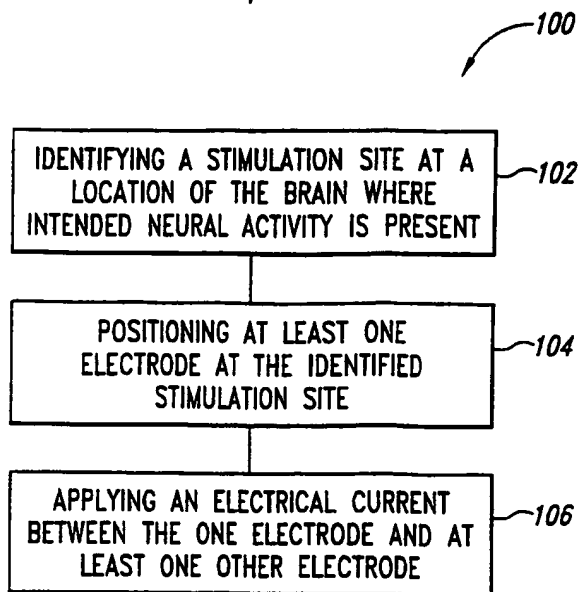 100
IDENTIFYING A STIMULATION SITE AT A
LOCATION OF THE BRAIN WHERE
INTENDED NEURAL ACTIVITY IS PRESENT
102
POSITIONING AT LEAST ONE
ELECTRODE AT THE IDENTIFIED
STIMULATION SITE
104
APPLYING AN ELECTRICAL CURRENT
BETWEEN THE ONE ELECTRODE AND AT
LEAST ONE OTHER ELECTRODE
106